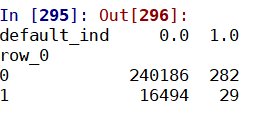 In [295]: Out[296]:
default_ind 0.0 1.0
row_0
0 240186 282
1 16494 29